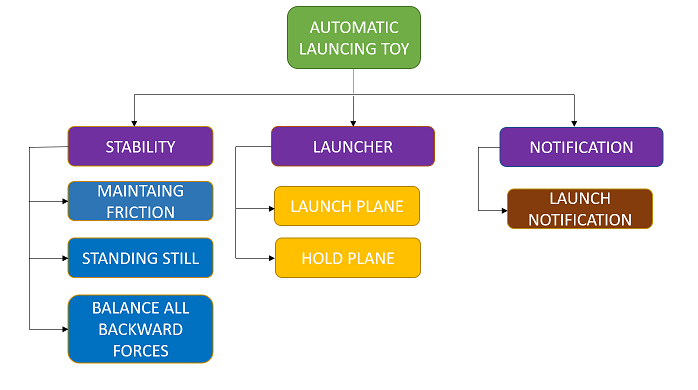 AUTOMATIC
LAUNCING TOY
STABILITY
LAUNCHER
NOTIFICATION
MAINTAING
FRICTION
LAUNCH PLANE
LAUNCH
NOTIFICATION
STANDING STILL
HOLD PLANE
BALANCE ALL
BACKWARD
FORCES